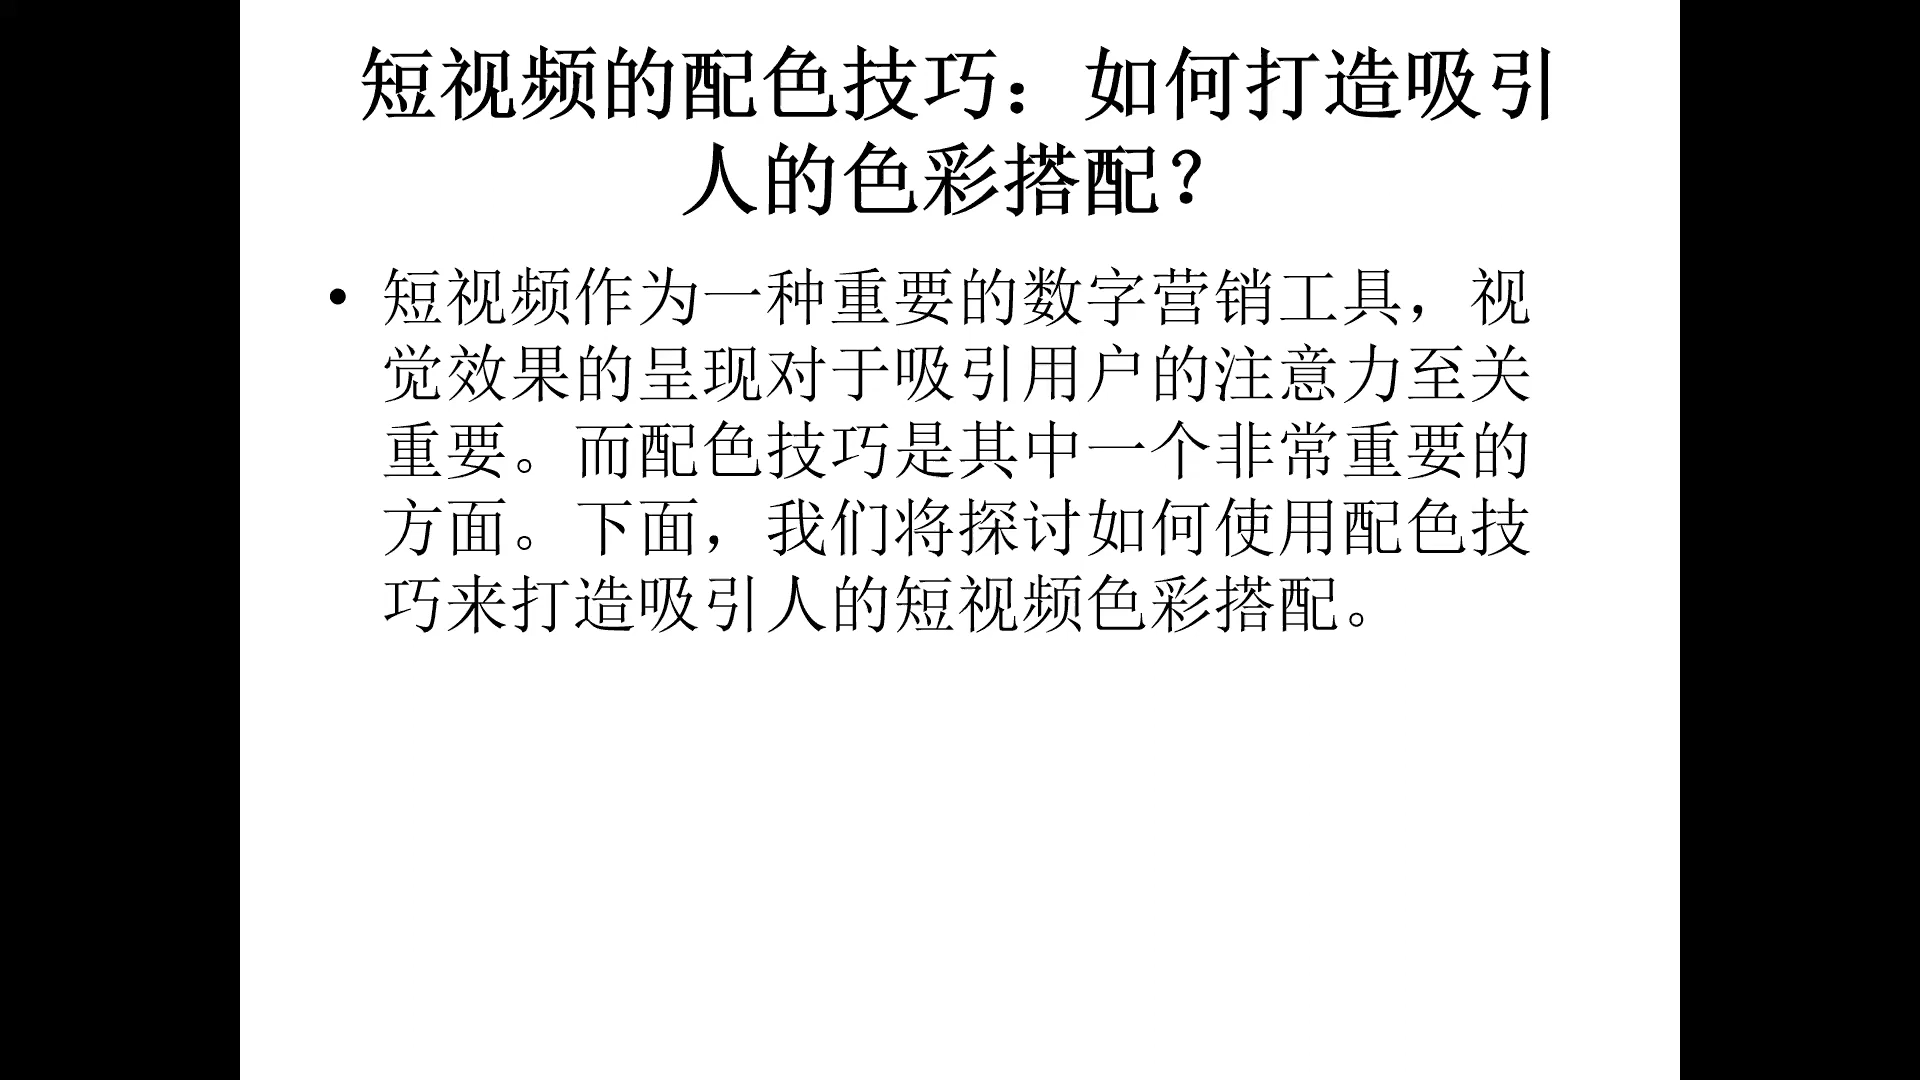 短视频的配色技巧：如何打造吸引
人的色彩搭配？
• 短视频作为一种重要的数字营销工具，视
觉效果的呈现对于吸引用户的注意力至关
重要。而配色技巧是其中一个非常重要的
方面。下面，我们将探讨如何使用配色技
巧来打造吸引人的短视频色彩搭配。